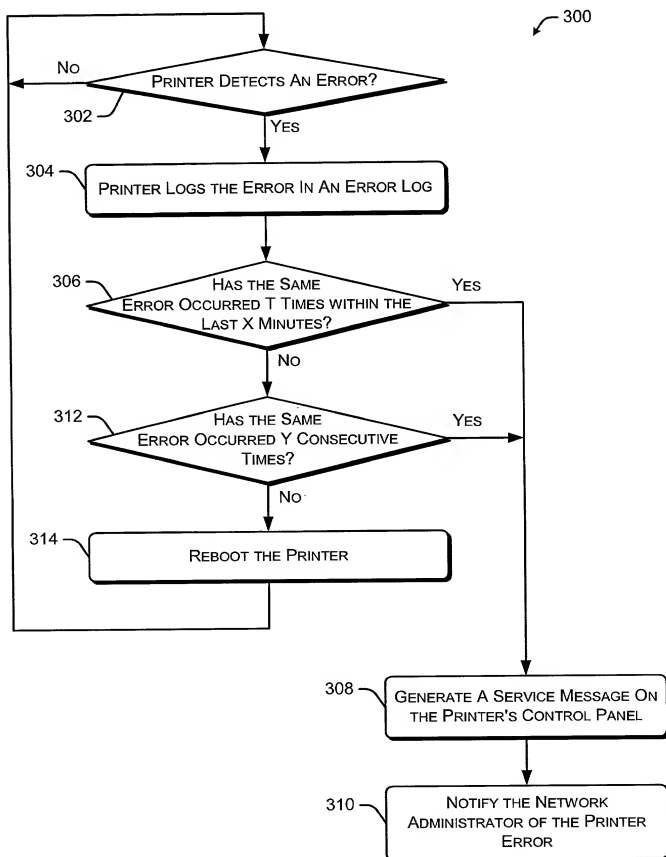 300
NO
PRINTER DETECTS AN ERROR?
302
YES
304
PRINTER LOGS THE ERROR IN AN ERROR LOG
306
HAS THE SAME
ERROR OCCURRED T TIMES WITHIN THE
LAST X MINUTES?
YES
NO
312
HAS THE SAME
ERROR OCCURRED Y CONSECUTIVE
TIMES?
YES
NO
314
REBOOT THE PRINTER
308
GENERATE A SERVICE MESSAGE ON
THE PRINTER'S CONTROL PANEL
310
NOTIFY THE NETWORK
ADMINISTRATOR OF THE PRINTER
ERROR